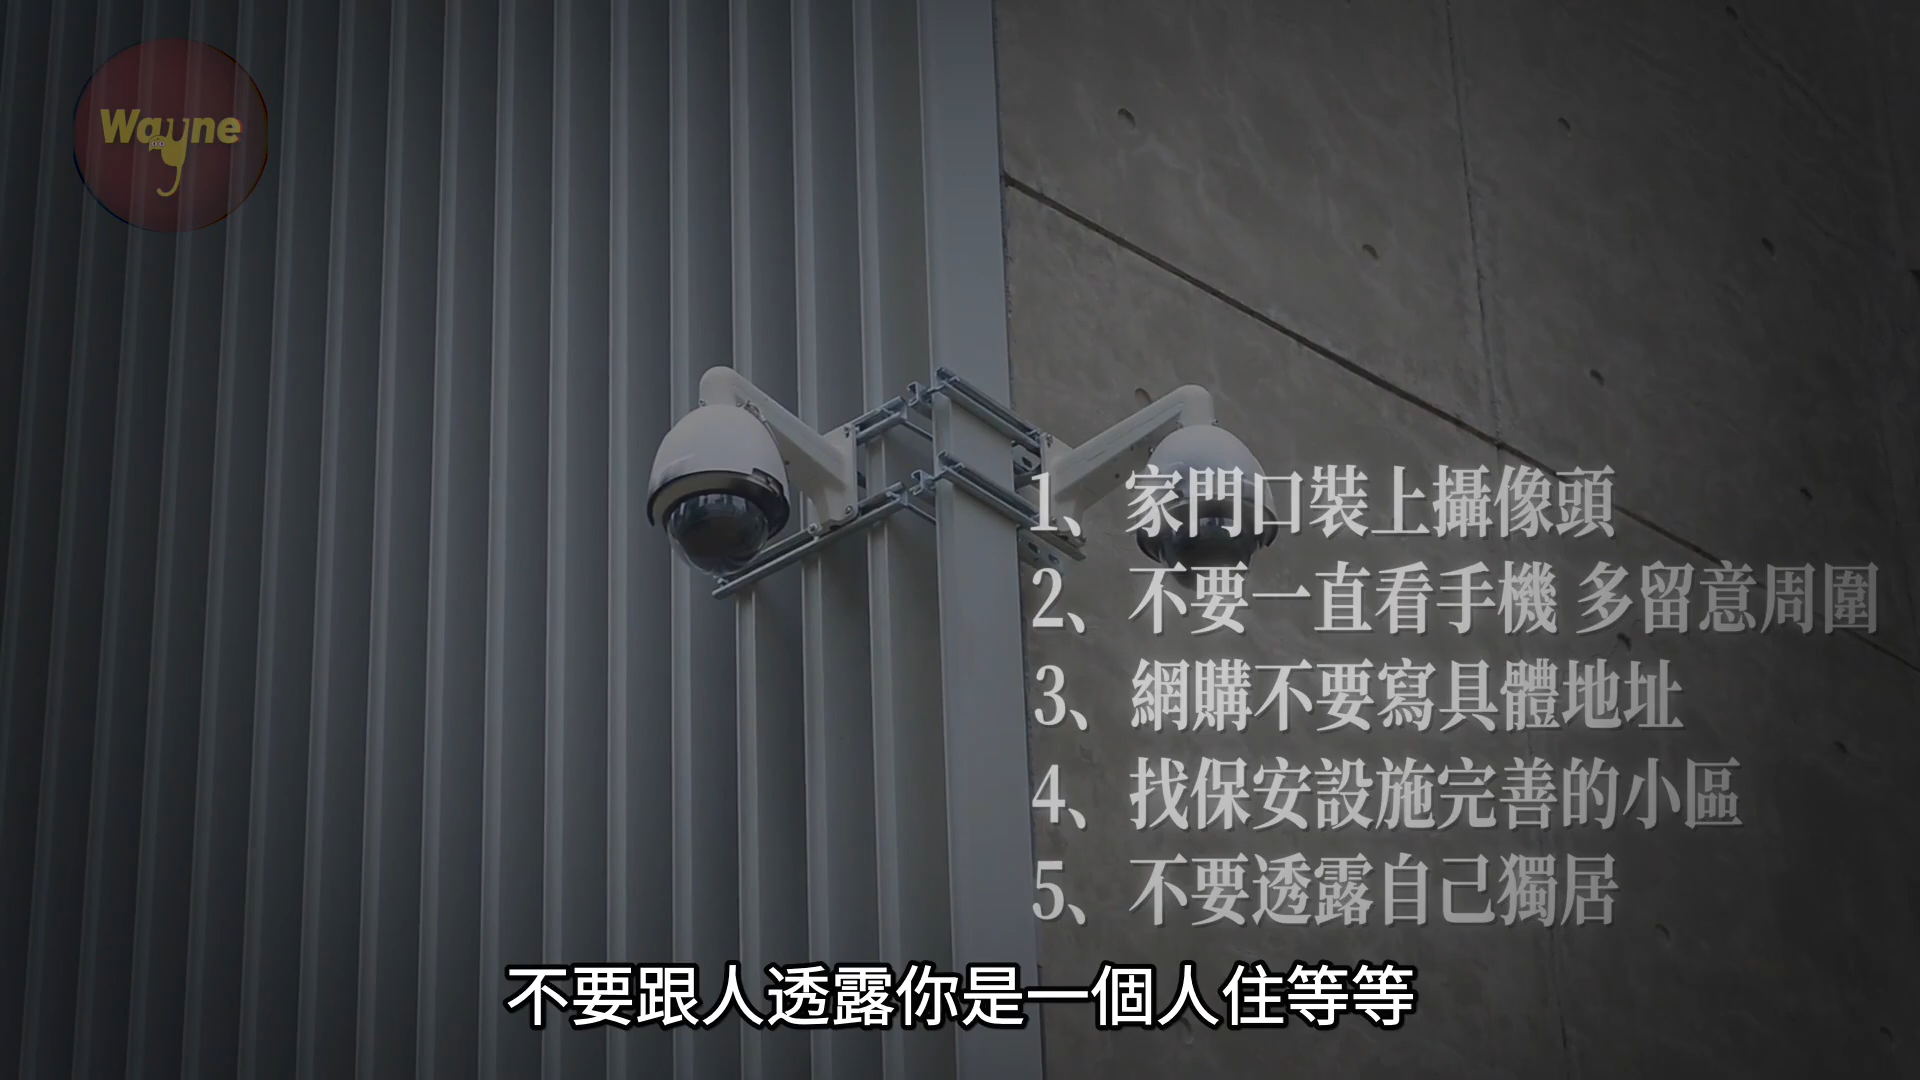 Wayne
1、家門口裝上攝像頭
2、不要一直看手機 多留意周圍
3、網購不要寫具體地址
4、找保安設施完善的小區
5、不要透露自己獨居
不要跟人透露你是一個人住等等